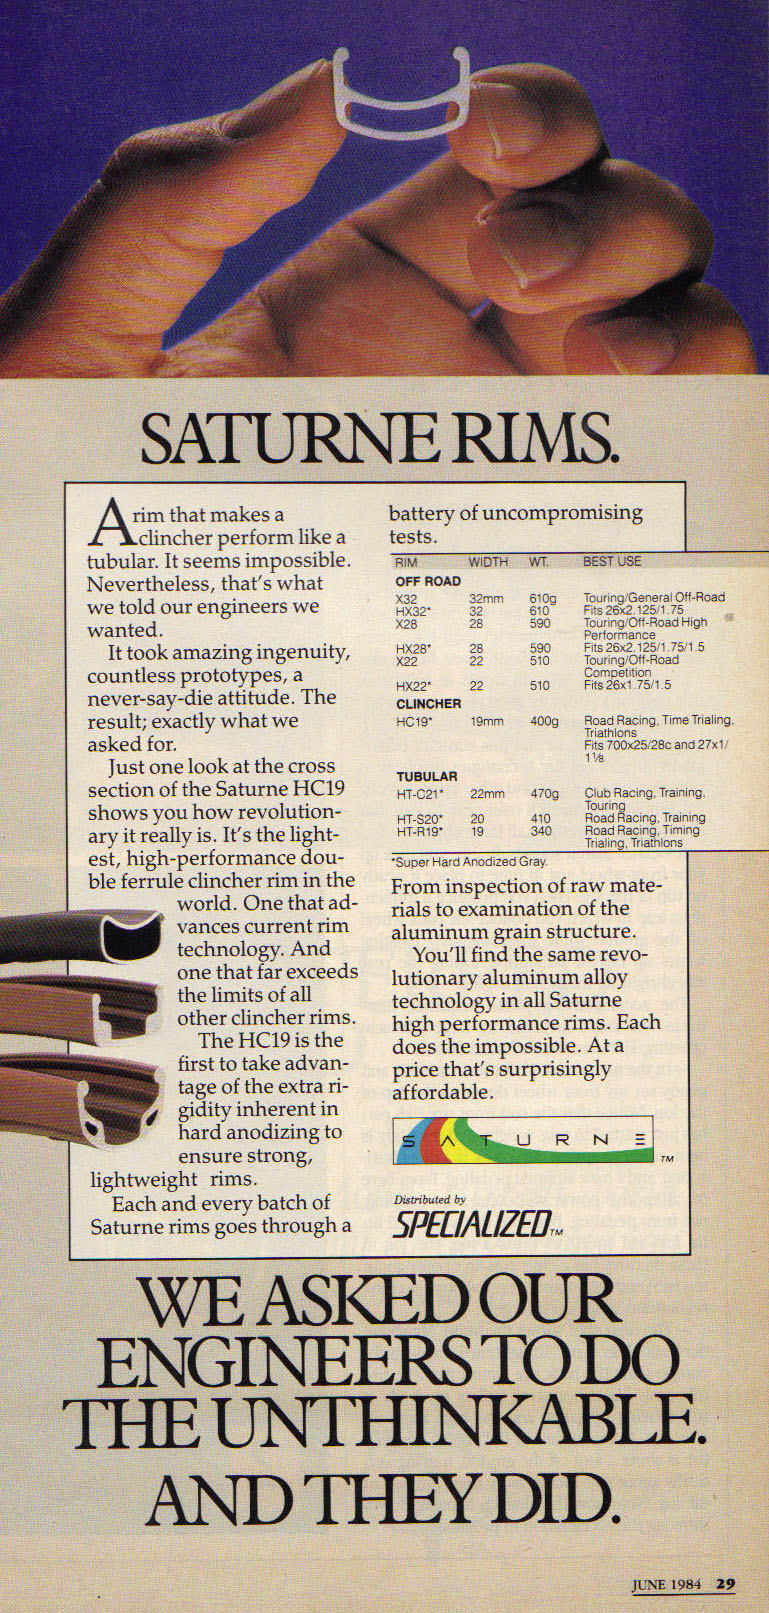 SATURNE RIMS.
A rim that makes a
clincher perform like a
tubular. It seems impossible.
Nevertheless, that's what
we told our engineers we
wanted.
It took amazing ingenuity,
countless prototypes, a
never-say-die attitude. The
result; exactly what we
asked for.
Just one look at the cross
section of the Saturne HC19
shows you how revolution-
ary it really is. It's the light-
est, high-performance dou-
ble ferrule clincher rim in the
world. One that ad-
vances current rim
technology. And
one that far exceeds
the limits of all
other clincher rims.
The HC19 is the
first to take advan-
tage of the extra ri-
gidity inherent in
hard anodizing to
ensure strong,
lightweight rims.
Each and every batch of
Saturne rims goes through a
battery of uncompromising
tests.
RIM WIDTH WT. BEST USE
OFF ROAD
X32 32mm 610g Touring/General Off-Road
HX32* 32 610 Fits 26x2.125/1.75
X28 28 590 Touring/Off-Road High
Performance
HX28* 28 590 Fits 26x2.125/1.75/1.5
X22 22 510 Touring/Off-Road
Competition
HX22* 22 510 Fits 26x1.75/1.5
CLINCHER
HC19* 19mm 400g Road Racing, Time Trialing,
Triathlons
Fits 700x25/28c and 27x1/
1⅛
TUBULAR
HT-C21* 22mm 470g Club Racing, Training,
Touring
HT-S20* 20 410 Road Racing, Training
HT-R19* 19 340 Road Racing, Timing
Trialing, Triathlons
*Super Hard Anodized Gray.
From inspection of raw mate-
rials to examination of the
aluminum grain structure.
You'll find the same revo-
lutionary aluminum alloy
technology in all Saturne
high performance rims. Each
does the impossible. At a
price that's surprisingly
affordable.
SATURNE TM
Distributed by
SPECIALIZED TM
WE ASKED OUR
ENGINEERS TO DO
THE UNTHINKABLE.
AND THEY DID.
JUNE 1984 29